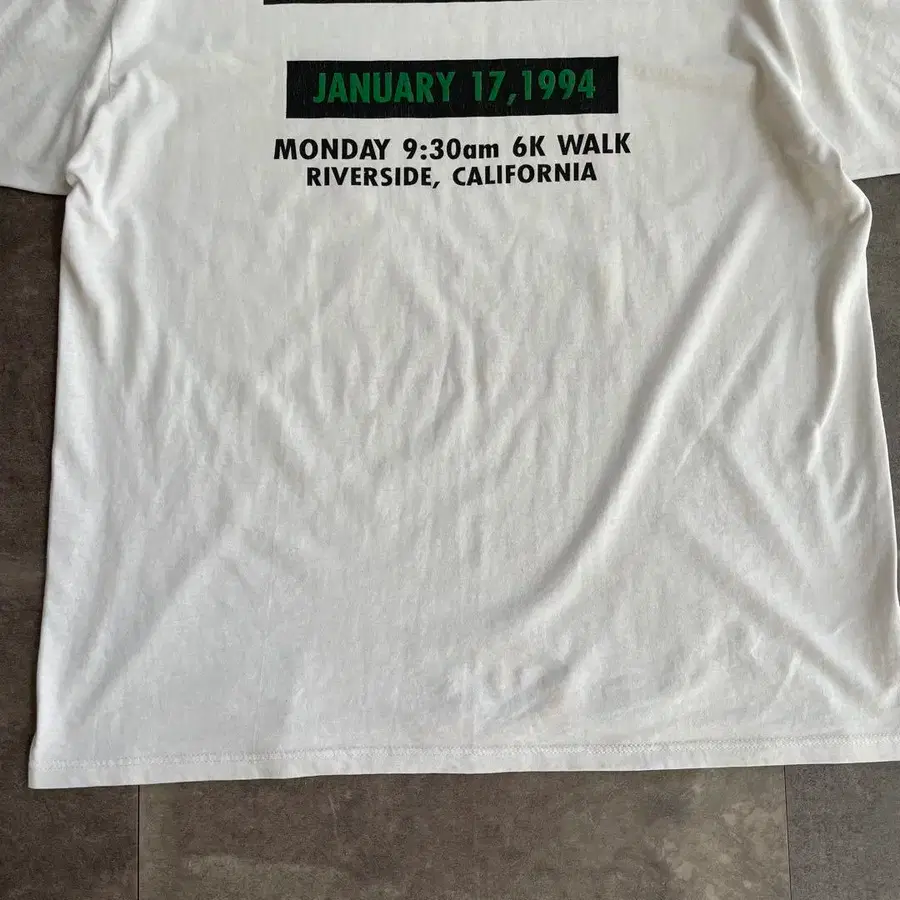 JANUARY 17,1994
MONDAY 9:30am 6K WALK
RIVERSIDE, CALIFORNIA